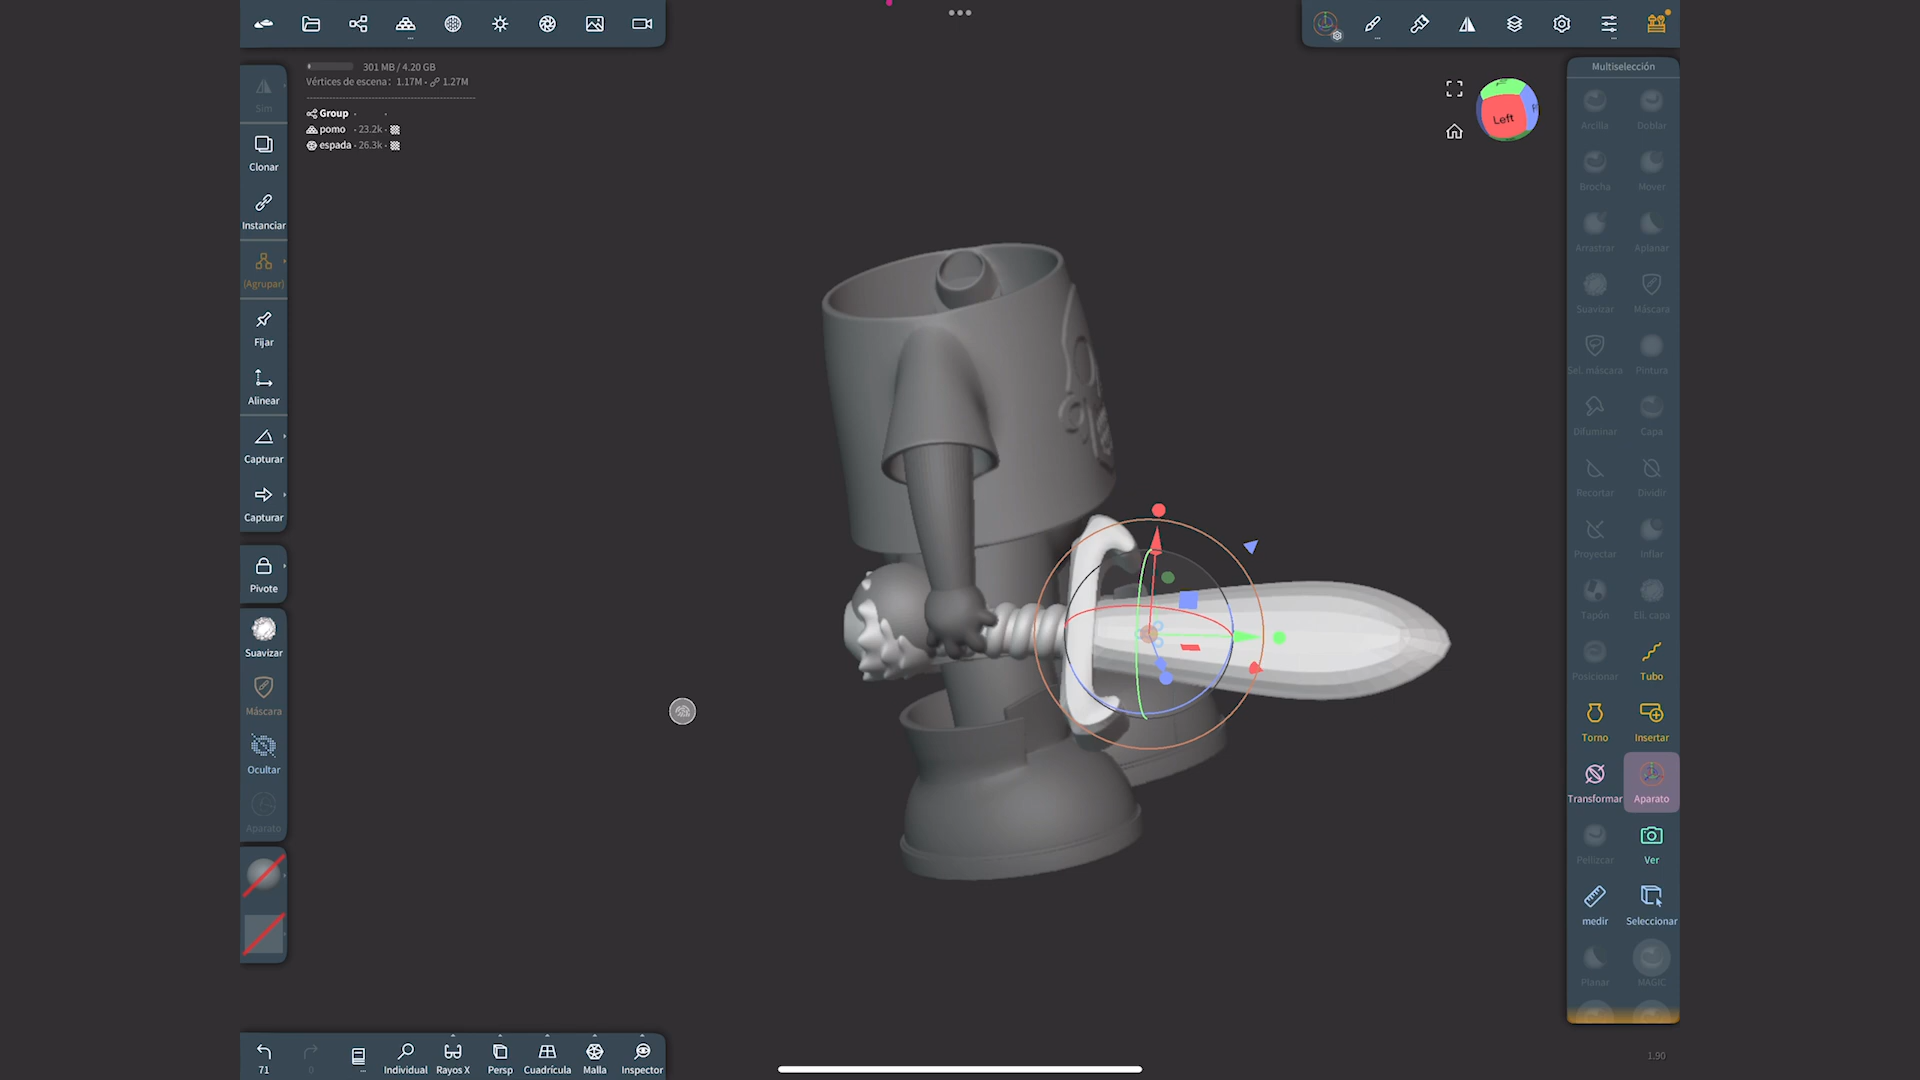 301 MB / 4.20 GB
Vértices de escena: 1.17M · 1.27M
Group
pomo · 23.2k ·
espada · 26.3k ·
Left
Sim
Clonar
Instanciar
(Agrupar)
Fijar
Alinear
Capturar
Capturar
Pivote
Suavizar
Máscara
Ocultar
Aparato
Multiselección
Arcilla Doblar
Brocha Mover
Arrastrar Aplanar
Suavizar Máscara
Sel. máscara Pintura
Difuminar Capa
Recortar Dividir
Proyectar Inflar
Tapón Eli. capa
Posicionar Tubo
Torno Insertar
Transformar Aparato
Pellizcar Ver
medir Seleccionar
Planar MAGIC
71 0 Individual Rayos X Persp Cuadrícula Malla Inspector
1.90